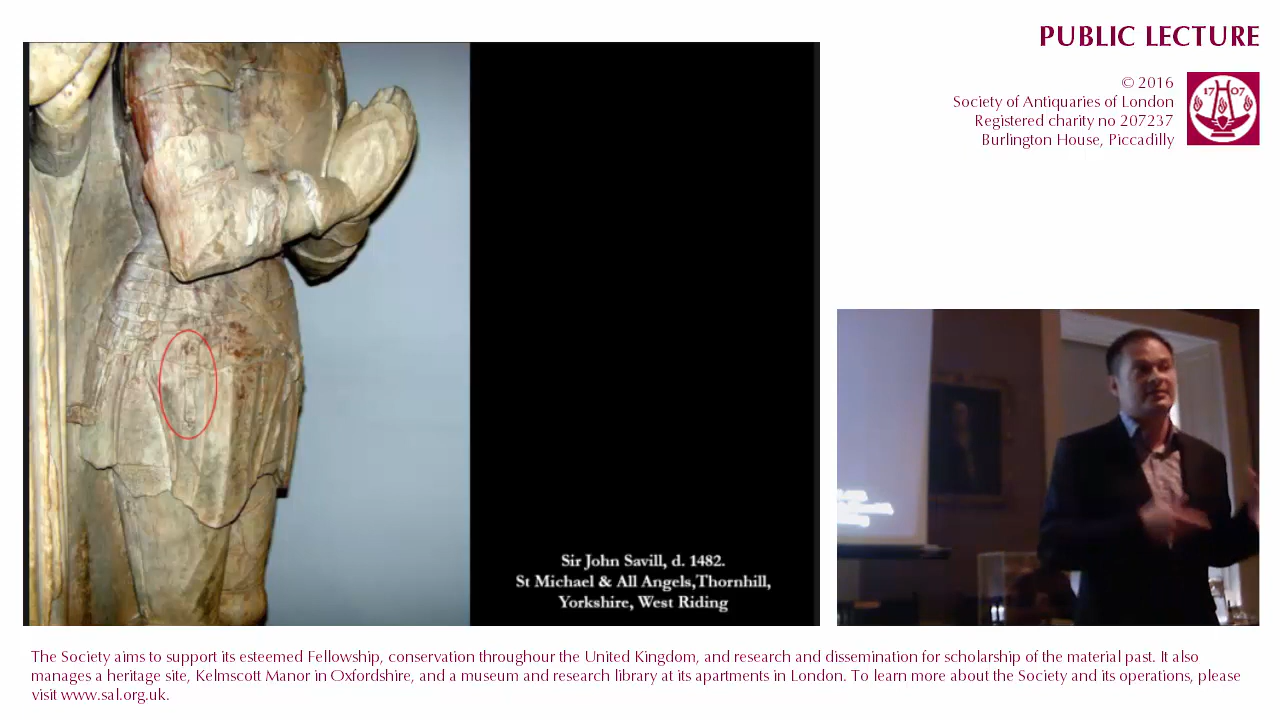 PUBLIC LECTURE
© 2016
Society of Antiquaries of London
Registered charity no 207237
Burlington House, Piccadilly
17 07
Sir John Savill, d. 1482.
St Michael & All Angels,Thornhill,
Yorkshire, West Riding
The Society aims to support its esteemed Fellowship, conservation throughour the United Kingdom, and research and dissemination for scholarship of the material past. It also
manages a heritage site, Kelmscott Manor in Oxfordshire, and a museum and research library at its apartments in London. To learn more about the Society and its operations, please
visit www.sal.org.uk.